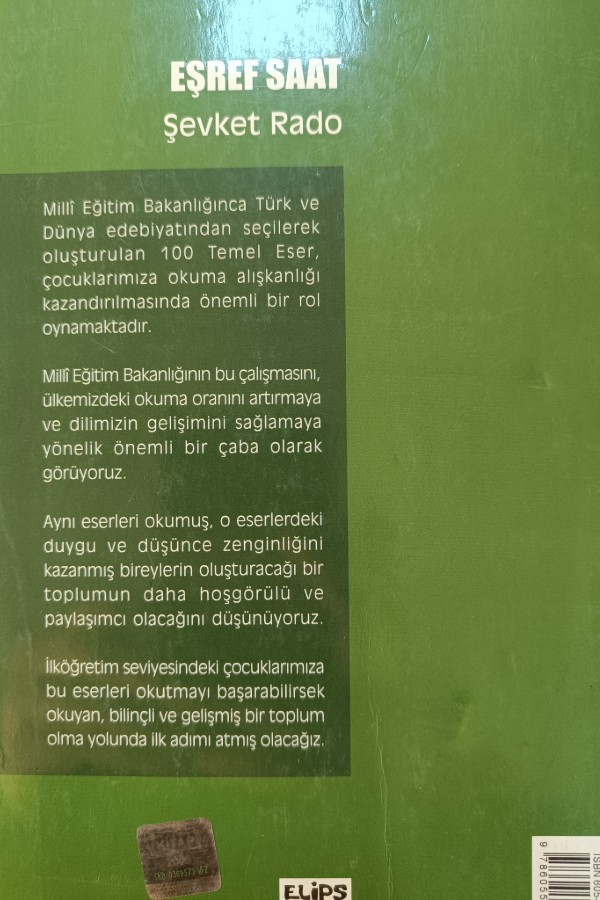 EŞREF SAAT
Şevket Rado
Millî Eğitim Bakanlığınca Türk ve
Dünya edebiyatından seçilerek
oluşturulan 100 Temel Eser,
çocuklarımıza okuma alışkanlığı
kazandırılmasında önemli bir rol
oynamaktadır.
Millî Eğitim Bakanlığının bu çalışmasını,
ülkemizdeki okuma oranını artırmaya
ve dilimizin gelişimini sağlamaya
yönelik önemli bir çaba olarak
görüyoruz.
Aynı eserleri okumuş, o eserlerdeki
duygu ve düşünce zenginliğini
kazanmış bireylerin oluşturacağı bir
toplumun daha hoşgörülü ve
paylaşımcı olacağını düşünüyoruz.
İlköğretim seviyesindeki çocuklarımıza
bu eserleri okutmayı başarabilirsek
okuyan, bilinçli ve gelişmiş bir toplum
olma yolunda ilk adımı atmış olacağız.
ELiPS
ISBN 605
9 786055